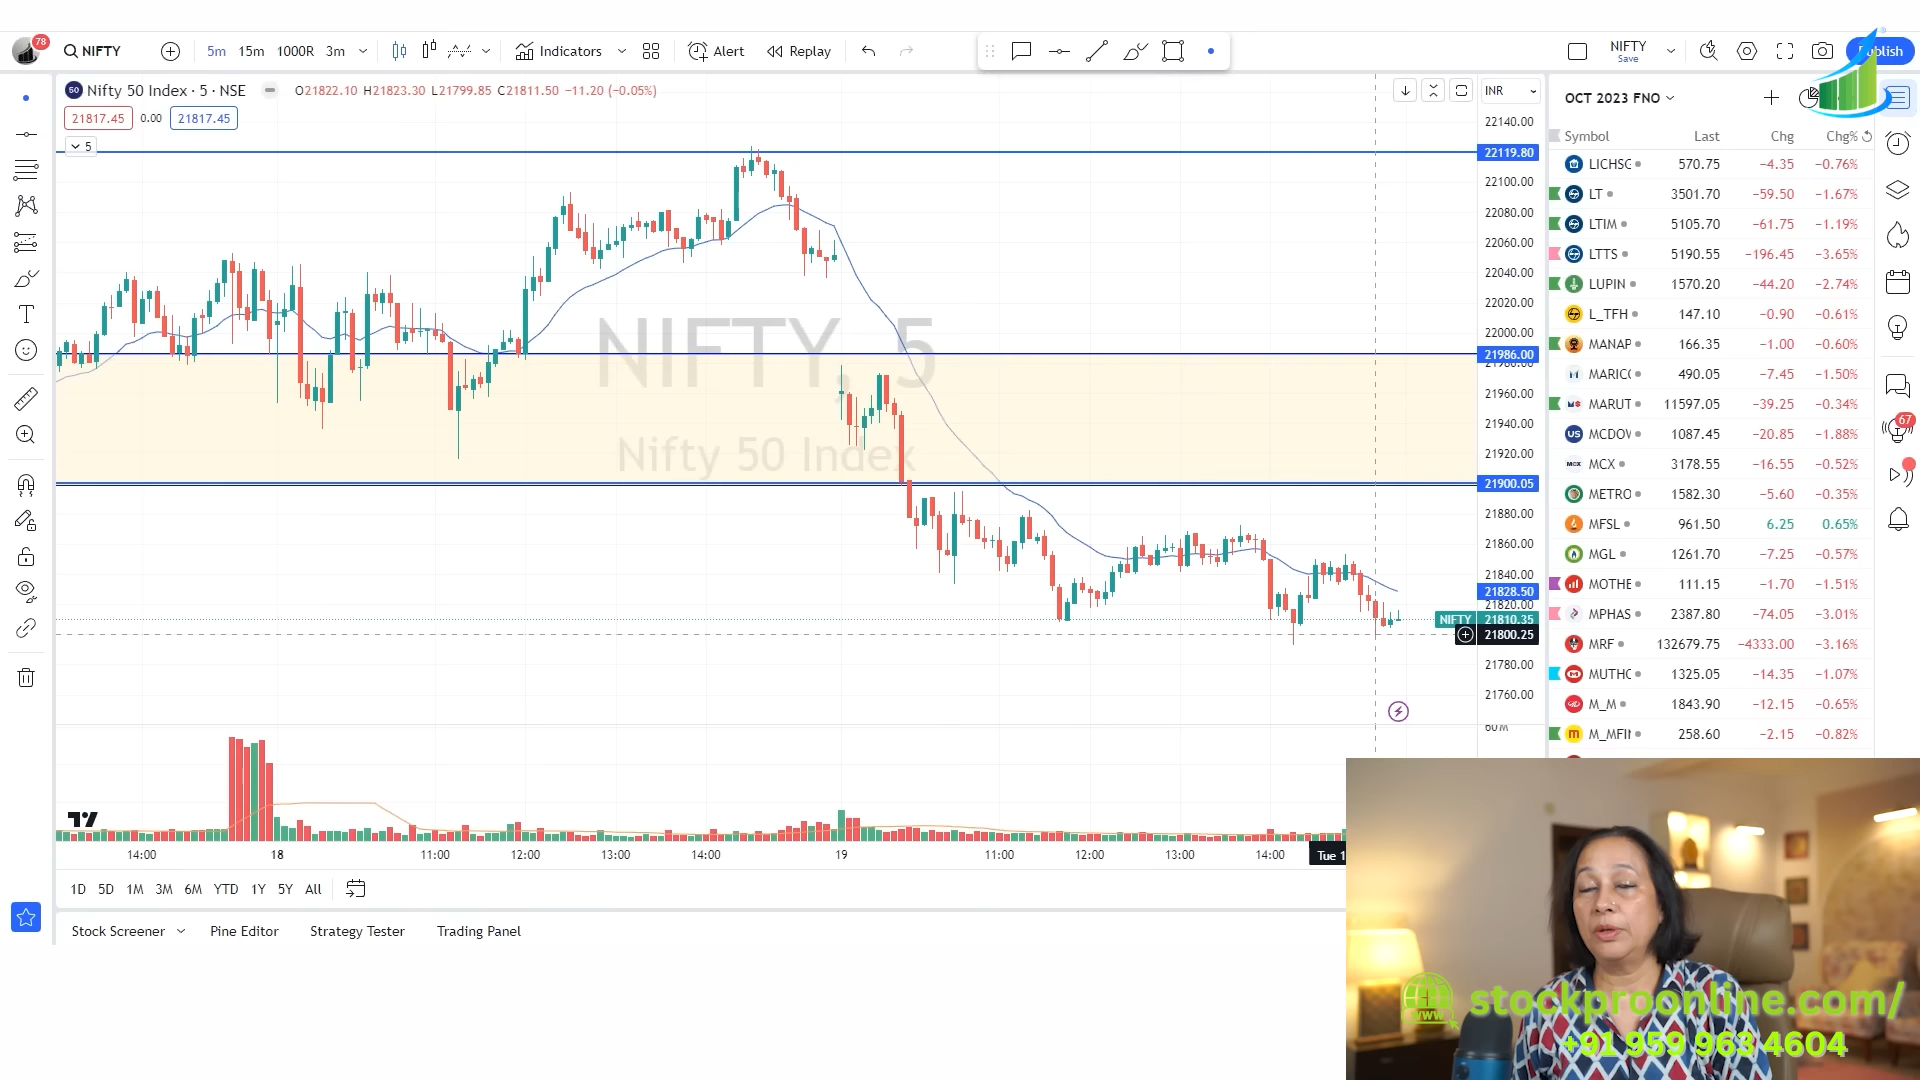 78
NIFTY
5m 15m 1000R 3m
Indicators
Alert
Replay
NIFTY
Save
Publish
Nifty 50 Index · 5 · NSE
O21822.10 H21823.30 L21799.85 C21811.50 −11.20 (−0.05%)
21817.45 0.00 21817.45
5
INR
22140.00
22119.80
22100.00
22080.00
22060.00
22040.00
22020.00
22000.00
21986.00
21960.00
21940.00
21920.00
21900.05
21880.00
21860.00
21840.00
21828.50
21820.00
NIFTY 21810.35
21800.25
21780.00
21760.00
60M
NIFTY, 5
Nifty 50 Index
14:00 18 11:00 12:00 13:00 14:00 19 11:00 12:00 13:00 14:00 Tue 1
1D 5D 1M 3M 6M YTD 1Y 5Y All
Stock Screener Pine Editor Strategy Tester Trading Panel
OCT 2023 FNO
Symbol Last Chg Chg%
LICHSG 570.75 −4.35 −0.76%
LT 3501.70 −59.50 −1.67%
LTIM 5105.70 −61.75 −1.19%
LTTS 5190.55 −196.45 −3.65%
LUPIN 1570.20 −44.20 −2.74%
L_TFH 147.10 −0.90 −0.61%
MANAP 166.35 −1.00 −0.60%
MARICO 490.05 −7.45 −1.50%
MARUT 11597.05 −39.25 −0.34%
MCDOW 1087.45 −20.85 −1.88%
MCX 3178.55 −16.55 −0.52%
METRO 1582.30 −5.60 −0.35%
MFSL 961.50 6.25 0.65%
MGL 1261.70 −7.25 −0.57%
MOTHE 111.15 −1.70 −1.51%
MPHAS 2387.80 −74.05 −3.01%
MRF 132679.75 −4333.00 −3.16%
MUTHO 1325.05 −14.35 −1.07%
M_M 1843.90 −12.15 −0.65%
M_MFIN 258.60 −2.15 −0.82%
67
www
stockproonline.com/
+91 959 963 4604